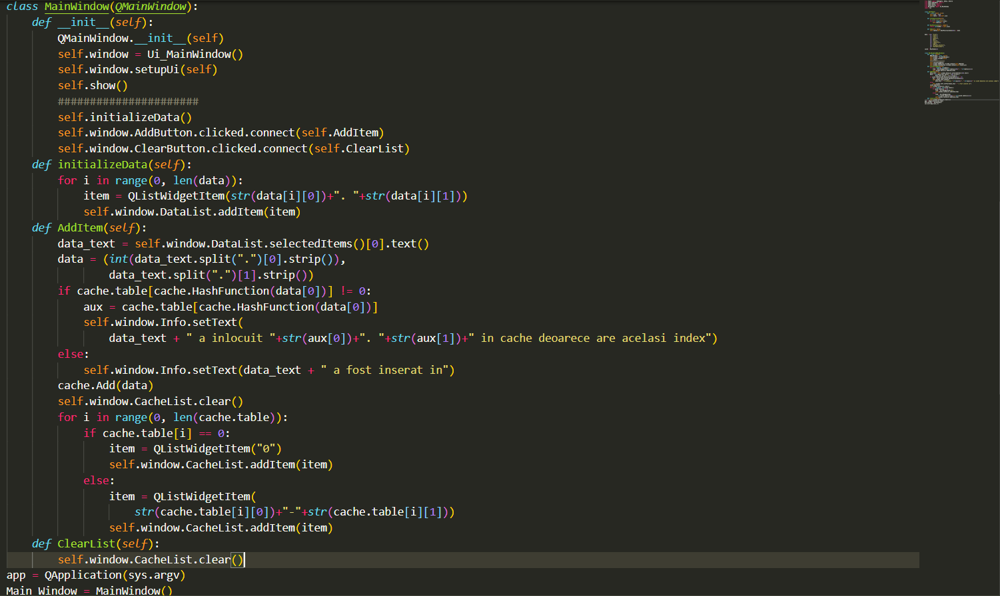 class MainWindow(QMainWindow):
    def __init__(self):
        QMainWindow.__init__(self)
        self.window = Ui_MainWindow()
        self.window.setupUi(self)
        self.show()
        ######################
        self.initializeData()
        self.window.AddButton.clicked.connect(self.AddItem)
        self.window.ClearButton.clicked.connect(self.ClearList)
    def initializeData(self):
        for i in range(0, len(data)):
            item = QListWidgetItem(str(data[i][0])+". "+str(data[i][1]))
            self.window.DataList.addItem(item)
    def AddItem(self):
        data_text = self.window.DataList.selectedItems()[0].text()
        data = (int(data_text.split(".")[0].strip()),
                data_text.split(".")[1].strip())
        if cache.table[cache.HashFunction(data[0])] != 0:
            aux = cache.table[cache.HashFunction(data[0])]
            self.window.Info.setText(
                data_text + " a inlocuit "+str(aux[0])+". "+str(aux[1])+" in cache deoarece are acelasi index")
        else:
            self.window.Info.setText(data_text + " a fost inserat in")
        cache.Add(data)
        self.window.CacheList.clear()
        for i in range(0, len(cache.table)):
            if cache.table[i] == 0:
                item = QListWidgetItem("0")
                self.window.CacheList.addItem(item)
            else:
                item = QListWidgetItem(
                    str(cache.table[i][0])+"-"+str(cache.table[i][1]))
                self.window.CacheList.addItem(item)
    def ClearList(self):
        self.window.CacheList.clear()
app = QApplication(sys.argv)
Main_Window = MainWindow()